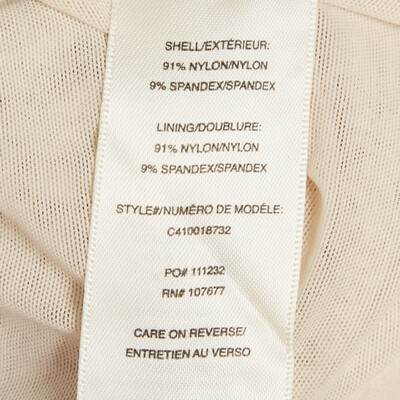 SHELL/EXTÉRIEUR:
91% NYLON/NYLON
9% SPANDEX/SPANDEX
LINING/DOUBLURE:
91% NYLON/NYLON
9% SPANDEX/SPANDEX
STYLE#/NUMÉRO DE MODÈLE:
C410018732
PO# 111232
RN# 107677
CARE ON REVERSE/
ENTRETIEN AU VERSO